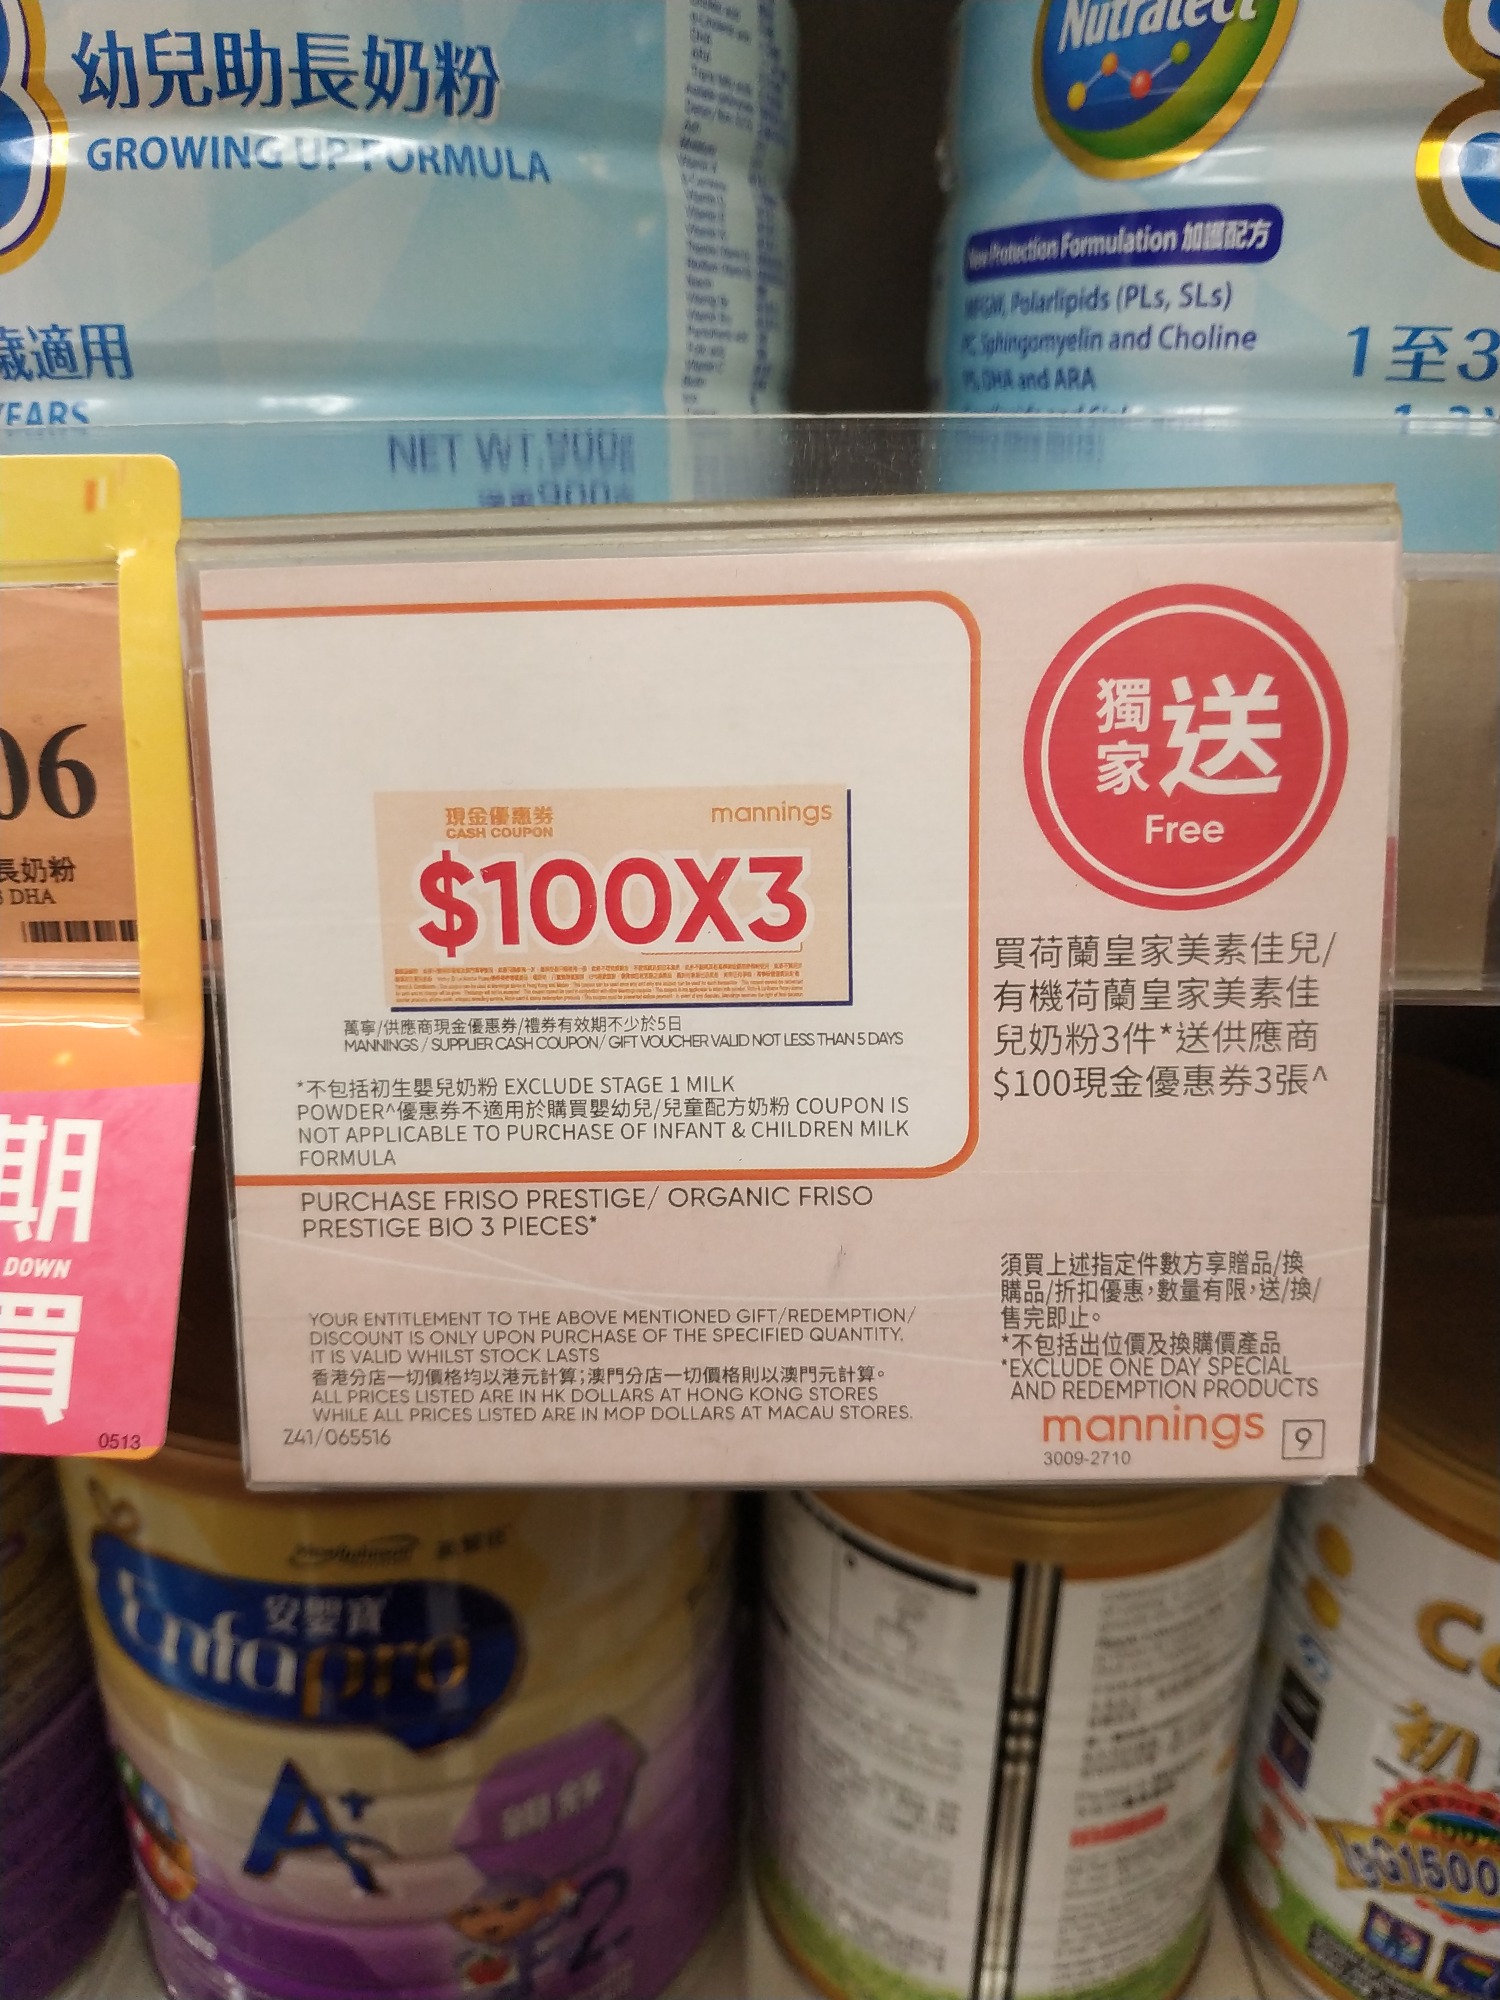 幼兒助長奶粉
GROWING UP FORMULA
歲適用
YEARS
NET WT.900g
Nutratect
New Protection Formulation 加護配方
MFGM, Polarlipids (PLs, SLs)
PC, Sphingomyelin and Choline
PS, DHA and ARA
1至3
06
長奶粉
DHA
期
DOWN
買
0513
獨家送
Free
現金優惠券
CASH COUPON
mannings
$100X3
萬寧/供應商現金優惠券/禮券有效期不少於5日
MANNINGS / SUPPLIER CASH COUPON/ GIFT VOUCHER VALID NOT LESS THAN 5 DAYS
*不包括初生嬰兒奶粉 EXCLUDE STAGE 1 MILK
POWDER^優惠券不適用於購買嬰幼兒/兒童配方奶粉 COUPON IS
NOT APPLICABLE TO PURCHASE OF INFANT & CHILDREN MILK
FORMULA
買荷蘭皇家美素佳兒/
有機荷蘭皇家美素佳
兒奶粉3件*送供應商
$100現金優惠券3張^
PURCHASE FRISO PRESTIGE/ ORGANIC FRISO
PRESTIGE BIO 3 PIECES*
YOUR ENTITLEMENT TO THE ABOVE MENTIONED GIFT/REDEMPTION/
DISCOUNT IS ONLY UPON PURCHASE OF THE SPECIFIED QUANTITY.
IT IS VALID WHILST STOCK LASTS
香港分店一切價格均以港元計算;澳門分店一切價格則以澳門元計算。
ALL PRICES LISTED ARE IN HK DOLLARS AT HONG KONG STORES
WHILE ALL PRICES LISTED ARE IN MOP DOLLARS AT MACAU STORES.
Z41/065516
須買上述指定件數方享贈品/換
購品/折扣優惠,數量有限,送/換/
售完即止。
*不包括出位價及換購價產品
*EXCLUDE ONE DAY SPECIAL
AND REDEMPTION PRODUCTS
mannings 9
3009-2710
安嬰寶
Enfapro
A+
2
初
IgG1500